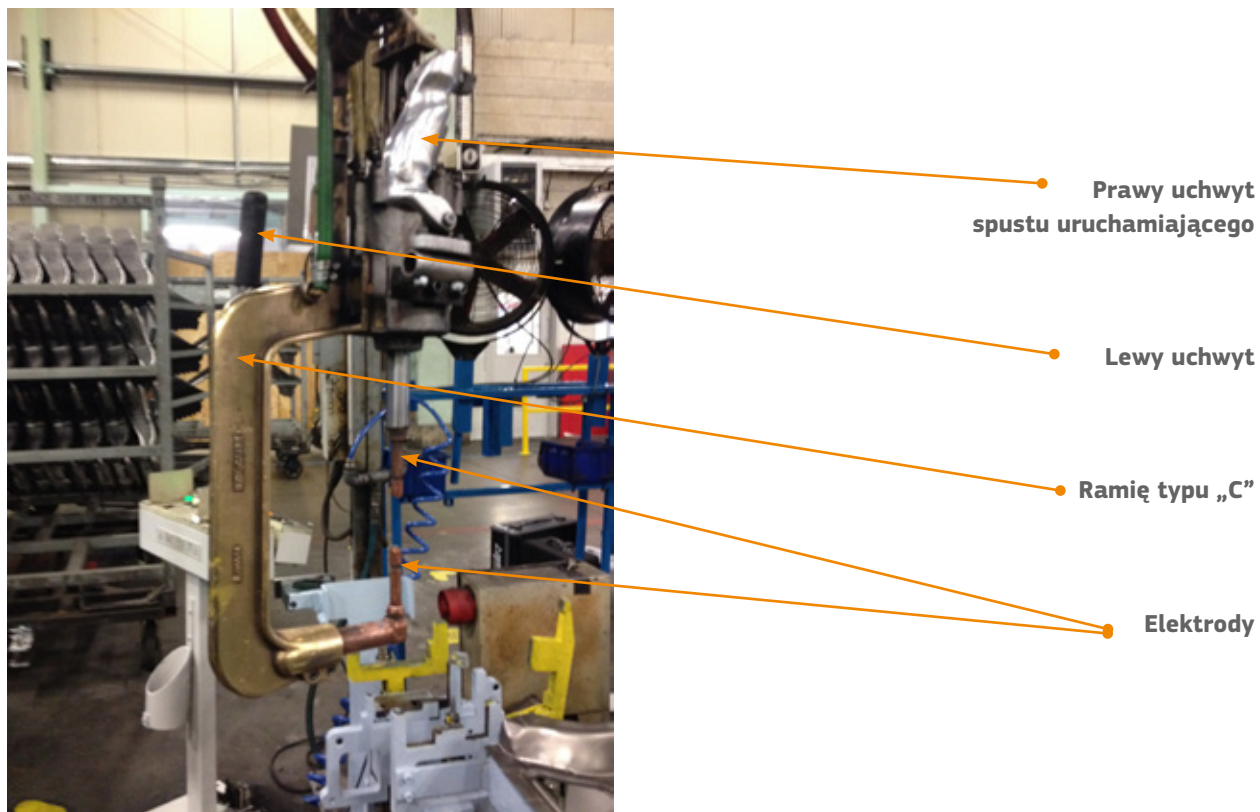 Prawy uchwyt
spustu uruchamiającego
Lewy uchwyt
Ramię typu „C”
Elektrody